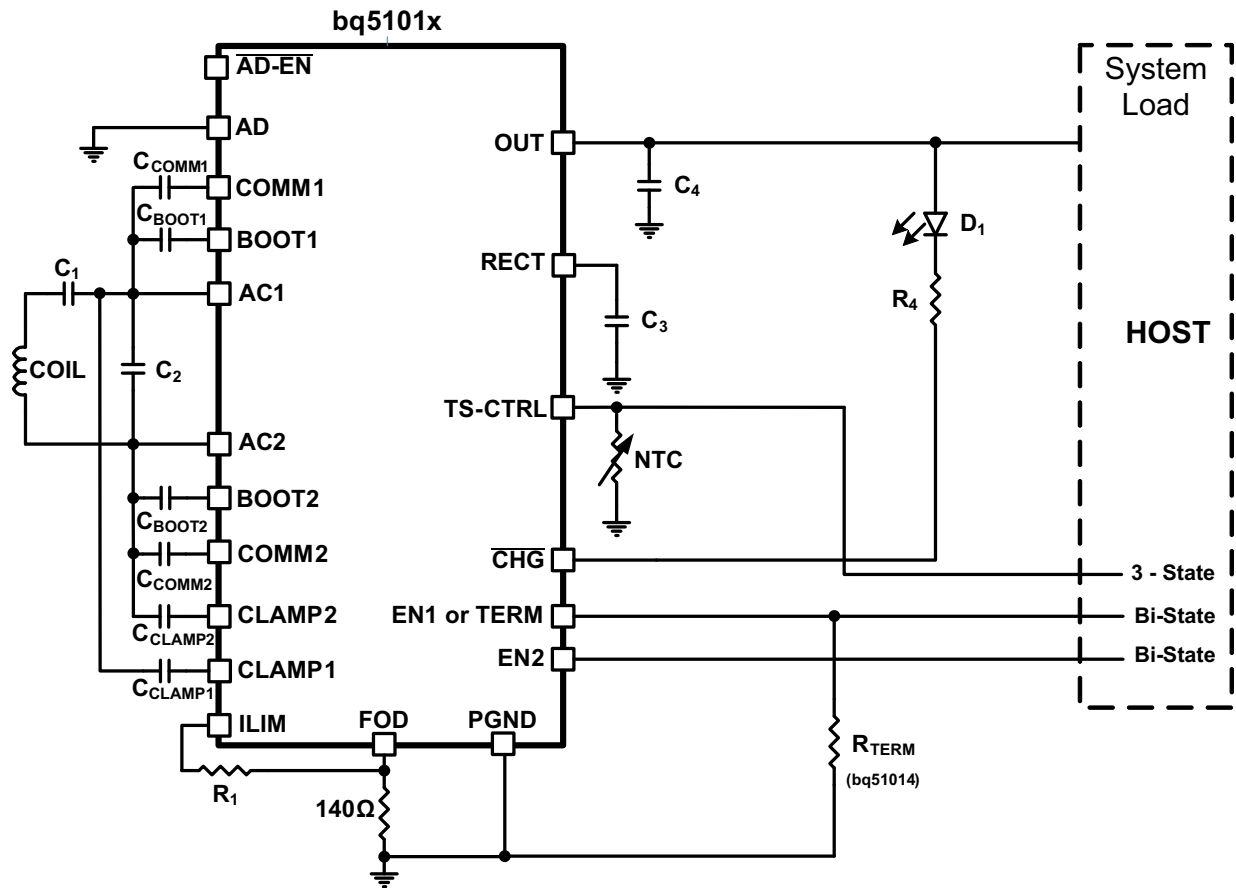 bq5101x
AD-EN
AD
C_COMM1
COMM1
C_BOOT1
BOOT1
C1
AC1
COIL
C2
AC2
BOOT2
C_BOOT2
COMM2
C_COMM2
CLAMP2
C_CLAMP2
CLAMP1
C_CLAMP1
ILIM
FOD
PGND
R1
140Ω
OUT
C4
D1
RECT
R4
C3
TS-CTRL
NTC
CHG
EN1 or TERM
EN2
R_TERM
(bq51014)
System
Load
HOST
3 - State
Bi-State
Bi-State